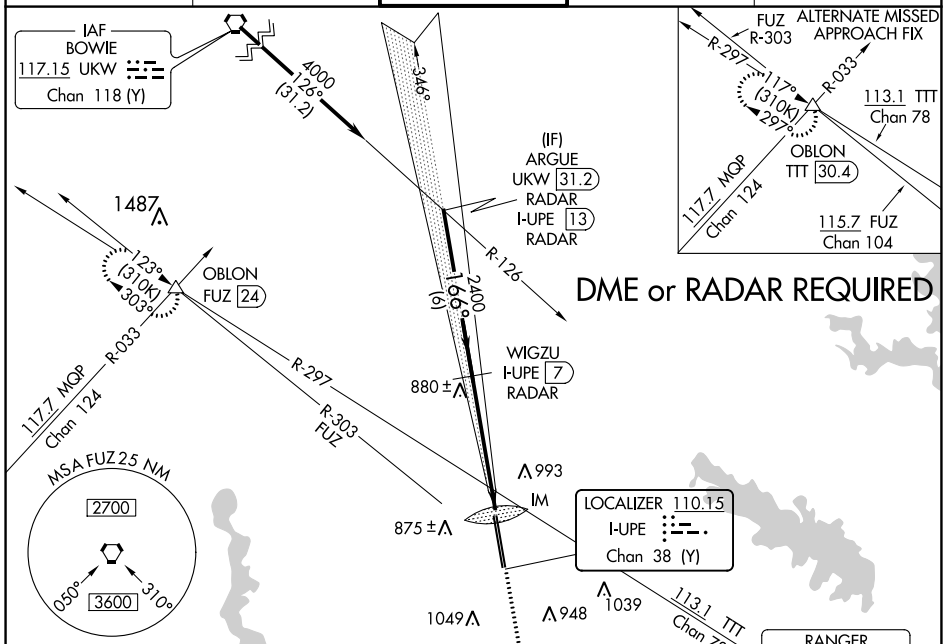 IAF
BOWIE
117.15 UKW
Chan 118 (Y)
4000
126°
(31.2)
346°
(IF)
ARGUE
UKW 31.2
RADAR
I-UPE 13
RADAR
R-126
FUZ
R-303
ALTERNATE MISSED
APPROACH FIX
R-297
R-033
117°
(310K)
297°
113.1 TTT
Chan 78
OBLON
TTT 30.4
117.7 MQP
Chan 124
115.7 FUZ
Chan 104
DME or RADAR REQUIRED
1487
123°
(310K)
303°
OBLON
FUZ 24
R-033
117.7 MQP
Chan 124
R-297
R-303
FUZ
2400
166°
(6)
WIGZU
I-UPE 7
RADAR
880 ±
993
IM
875 ±
LOCALIZER 110.15
I-UPE
Chan 38 (Y)
MSA FUZ 25 NM
2700
050°
310°
3600
1049
948
1039
113.1 TTT
RANGER